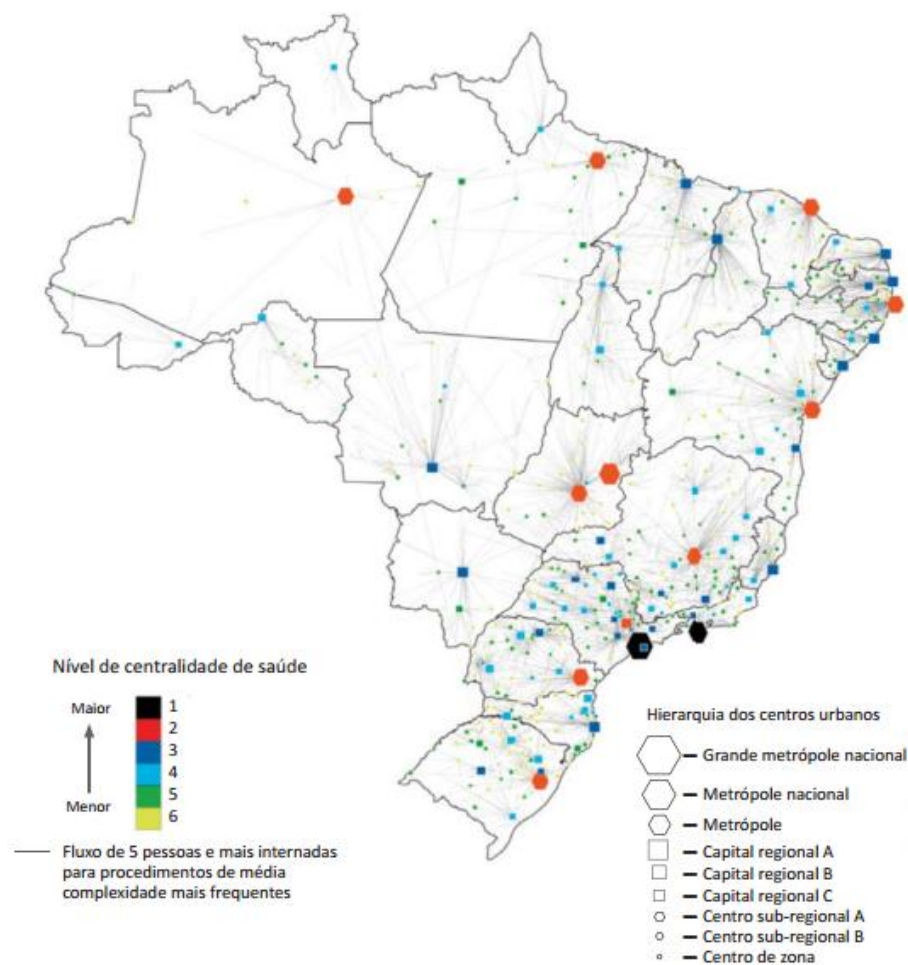 Nível de centralidade de saúde
Maior
Menor
1
2
3
4
5
6
Fluxo de 5 pessoas e mais internadas
para procedimentos de média
complexidade mais frequentes
Hierarquia dos centros urbanos
Grande metrópole nacional
Metrópole nacional
Metrópole
Capital regional A
Capital regional B
Capital regional C
Centro sub-regional A
Centro sub-regional B
Centro de zona